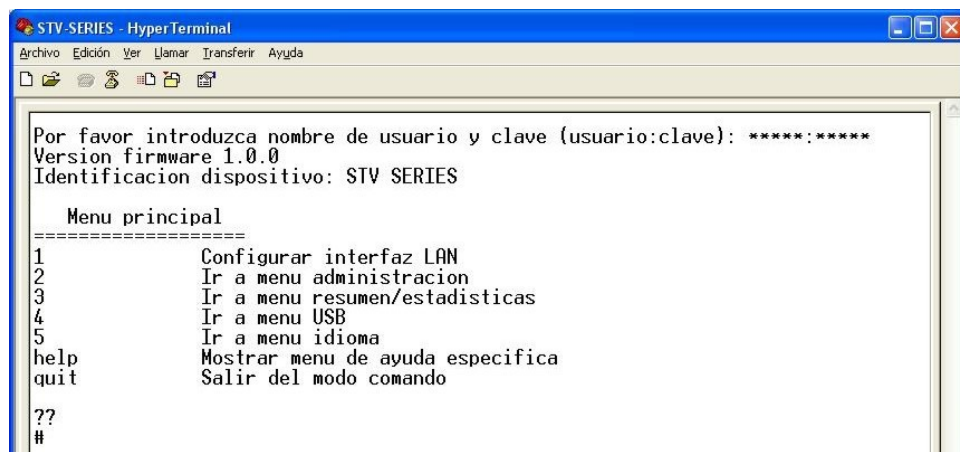 STV-SERIES - HyperTerminal
Archivo Edición Ver Llamar Transferir Ayuda
Por favor introduzca nombre de usuario y clave (usuario:clave): *****:*****
Version firmware 1.0.0
Identificacion dispositivo: STV SERIES
Menu principal
===================
1 Configurar interfaz LAN
2 Ir a menu administracion
3 Ir a menu resumen/estadisticas
4 Ir a menu USB
5 Ir a menu idioma
help Mostrar menu de ayuda especifica
quit Salir del modo comando
??
#